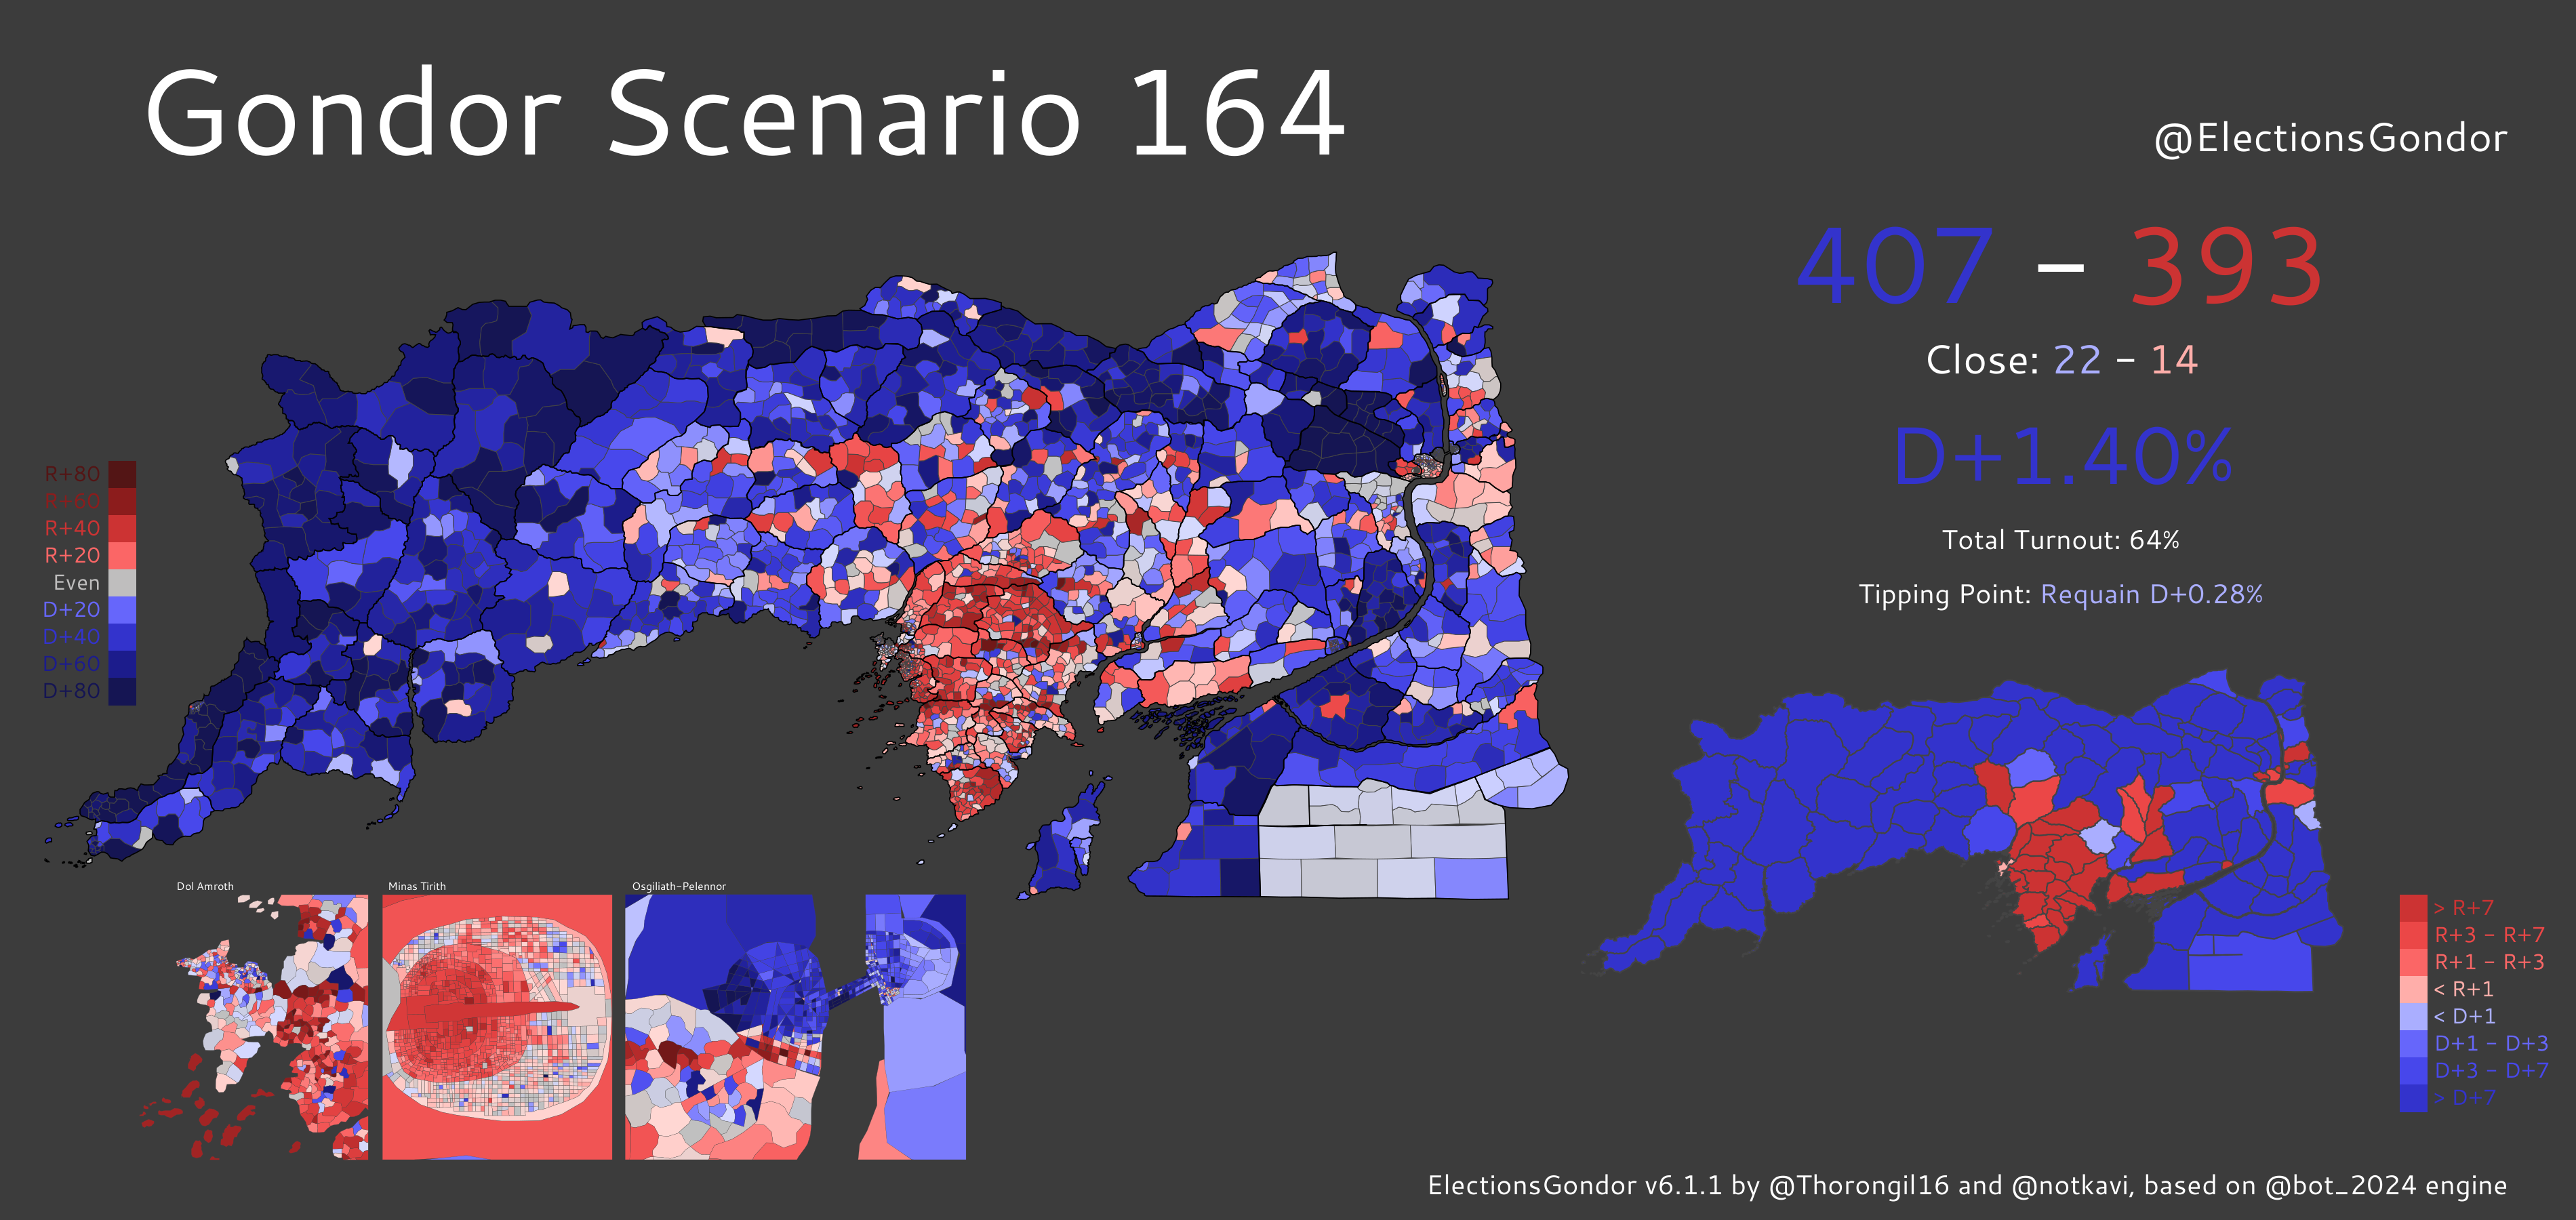 Gondor Scenario 164
@ElectionsGondor
407 – 393
Close: 22 - 14
D+1.40%
Total Turnout: 64%
Tipping Point: Requain D+0.28%
R+80
R+60
R+40
R+20
Even
D+20
D+40
D+60
D+80
Dol Amroth
Minas Tirith
Osgiliath-Pelennor
> R+7
R+3 - R+7
R+1 - R+3
< R+1
< D+1
D+1 - D+3
D+3 - D+7
> D+7
ElectionsGondor v6.1.1 by @Thorongil16 and @notkavi, based on @bot_2024 engine